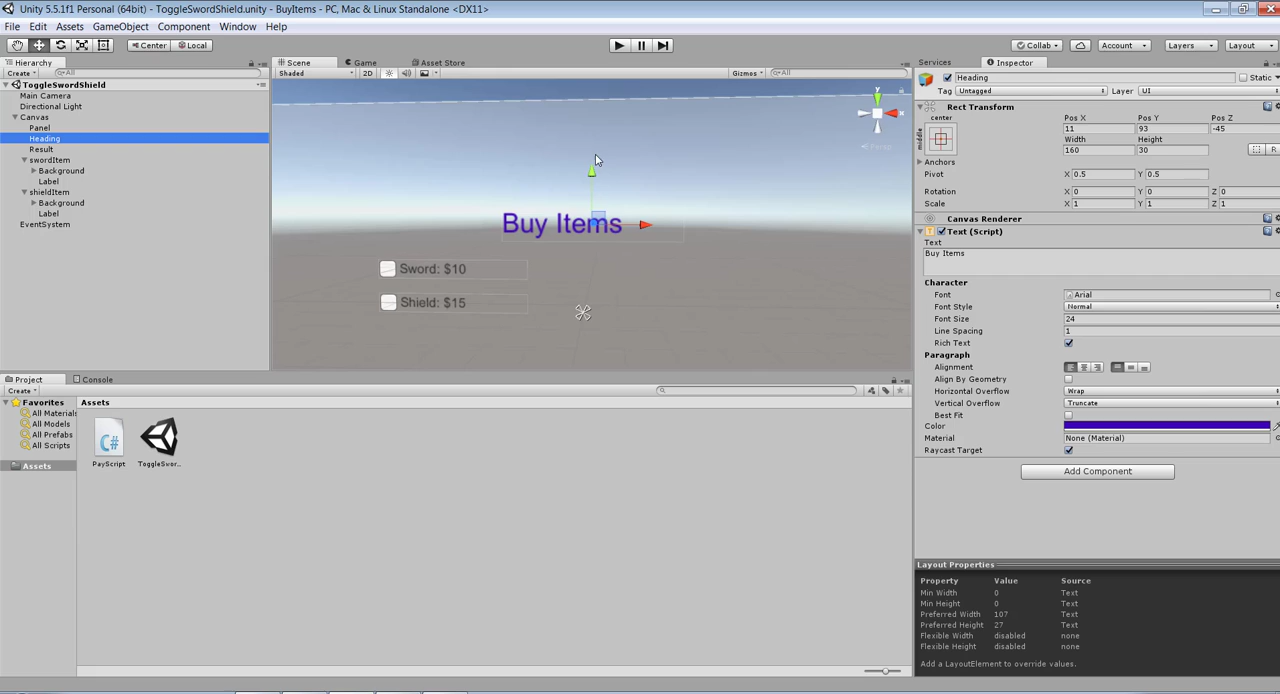 Unity 5.5.1f1 Personal (64bit) - ToggleSwordShield.unity - BuyItems - PC, Mac & Linux Standalone <DX11>
File Edit Assets GameObject Component Window Help
Center Local Collab Account Layers Layout
Hierarchy
Create All
ToggleSwordShield
Main Camera
Directional Light
Canvas
Panel
Heading
Result
swordItem
Background
Label
shieldItem
Background
Label
EventSystem
Scene Game Asset Store
Shaded 2D Gizmos All
y
x
Persp
Buy Items
Sword: $10
Shield: $15
Services Inspector
Heading Static
Tag Untagged Layer UI
Rect Transform
center Pos X Pos Y Pos Z
middle 11 93 -45
Width Height
160 30 R
Anchors
Pivot X 0.5 Y 0.5
Rotation X 0 Y 0 Z 0
Scale X 1 Y 1 Z 1
Canvas Renderer
Text (Script)
Text
Buy Items
Character
Font Arial
Font Style Normal
Font Size 24
Line Spacing 1
Rich Text
Paragraph
Alignment
Align By Geometry
Horizontal Overflow Wrap
Vertical Overflow Truncate
Best Fit
Color
Material None (Material)
Raycast Target
Add Component
Layout Properties
Property Value Source
Min Width 0 Text
Min Height 0 Text
Preferred Width 107 Text
Preferred Height 27 Text
Flexible Width disabled none
Flexible Height disabled none
Add a LayoutElement to override values.
Project Console
Create
Favorites
All Materials
All Models
All Prefabs
All Scripts
Assets
Assets
C#
PayScript ToggleSwor...